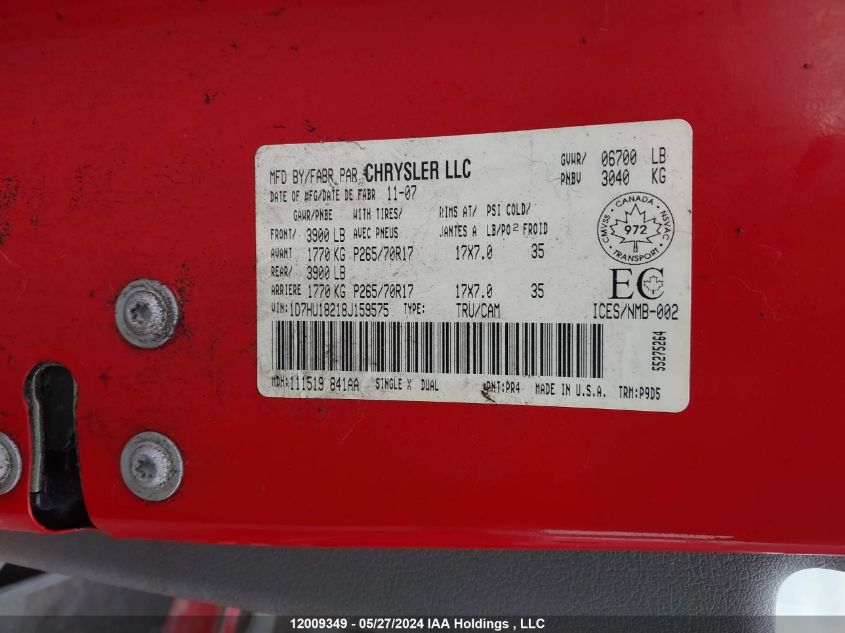 MFD BY/FABR PAR CHRYSLER LLC GVWR/ 06700 LB
DATE OF MFG/DATE DE FABR 11-07 PNBV 3040 KG
GAWR/PNBE WITH TIRES/ RIMS AT/ PSI COLD/
FRONT/ 3900 LB AVEC PNEUS JANTES A LB/PO2 FROID
AVANT 1770 KG P265/70R17 17X7.0 35
REAR/ 3900 LB
ARRIERE 1770 KG P265/70R17 17X7.0 35
VIN: 1D7HU18218J159575 TYPE: TRU/CAM
CANADA
CMVSS NSVAC
972
TRANSPORT
EC
ICES/NMB-002
55275264
MDH: 111519 841AA SINGLE X DUAL PNT: PR4 MADE IN U.S.A. TRM: P9D5
12009349 - 05/27/2024 IAA Holdings , LLC